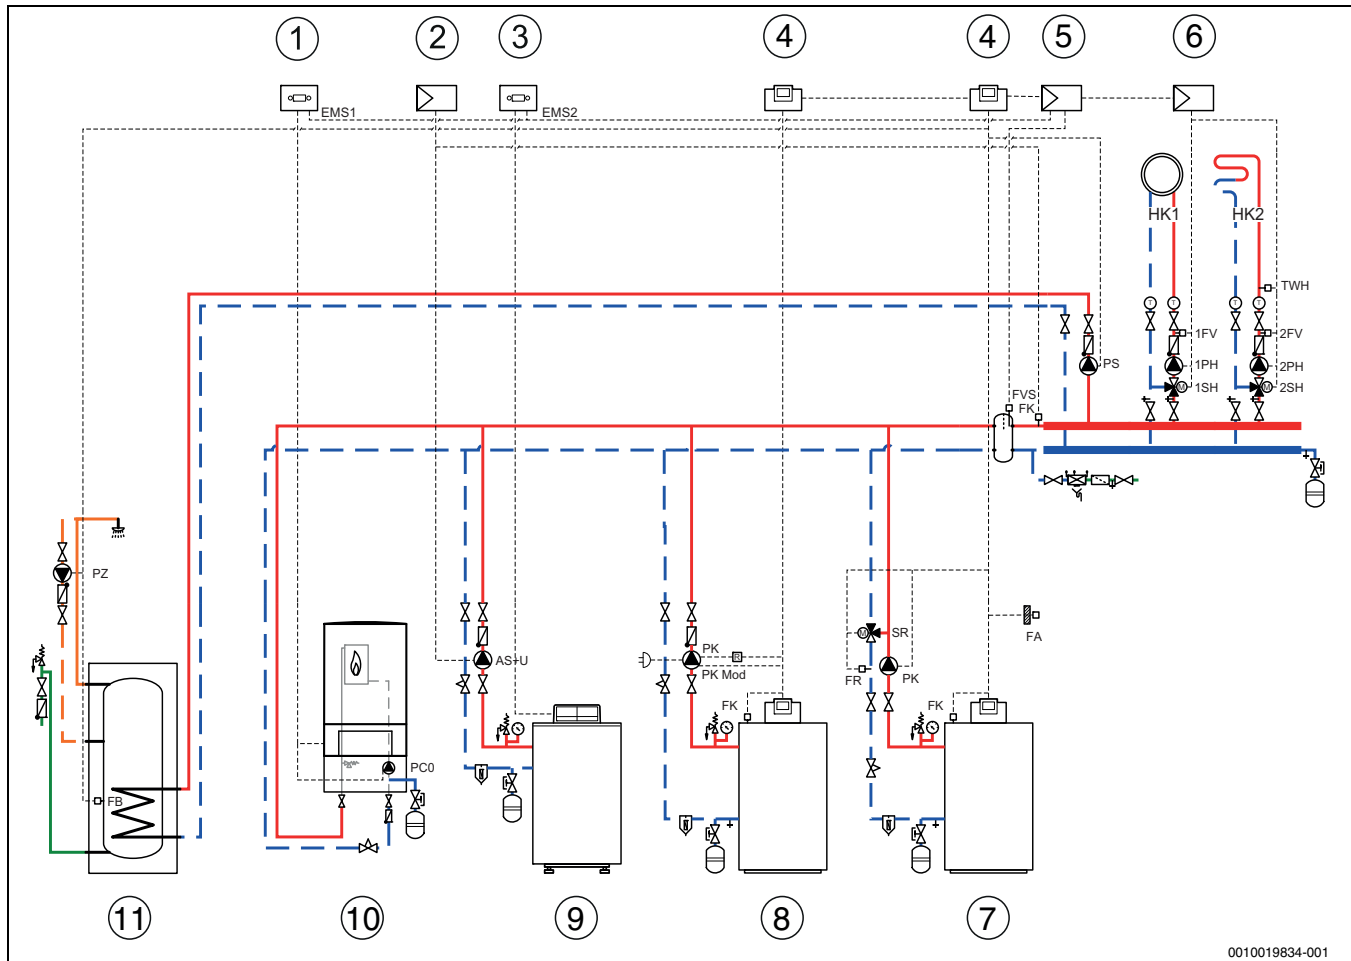 1 2 3 4 4 5 6
EMS1 EMS2
HK1 HK2
TWH
T T T T
1FV 2FV
PS 1PH 2PH
M 1SH M 2SH
FVS
FK
PZ
FA
M SR
PK R
AS+U
PK Mod FR PK
FK FK
PC0
FB
11 10 9 8 7
0010019834-001